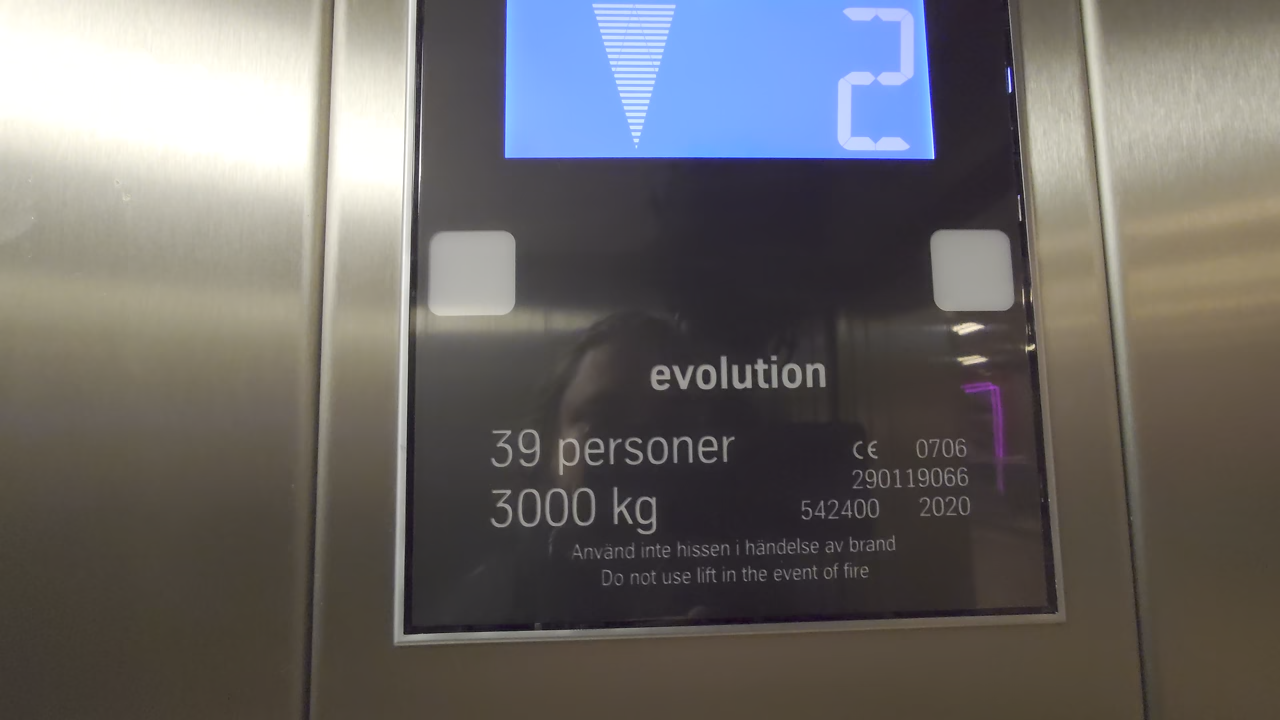 2
evolution
39 personer
3000 kg
CE 0706
290119066
542400 2020
Använd inte hissen i händelse av brand
Do not use lift in the event of fire